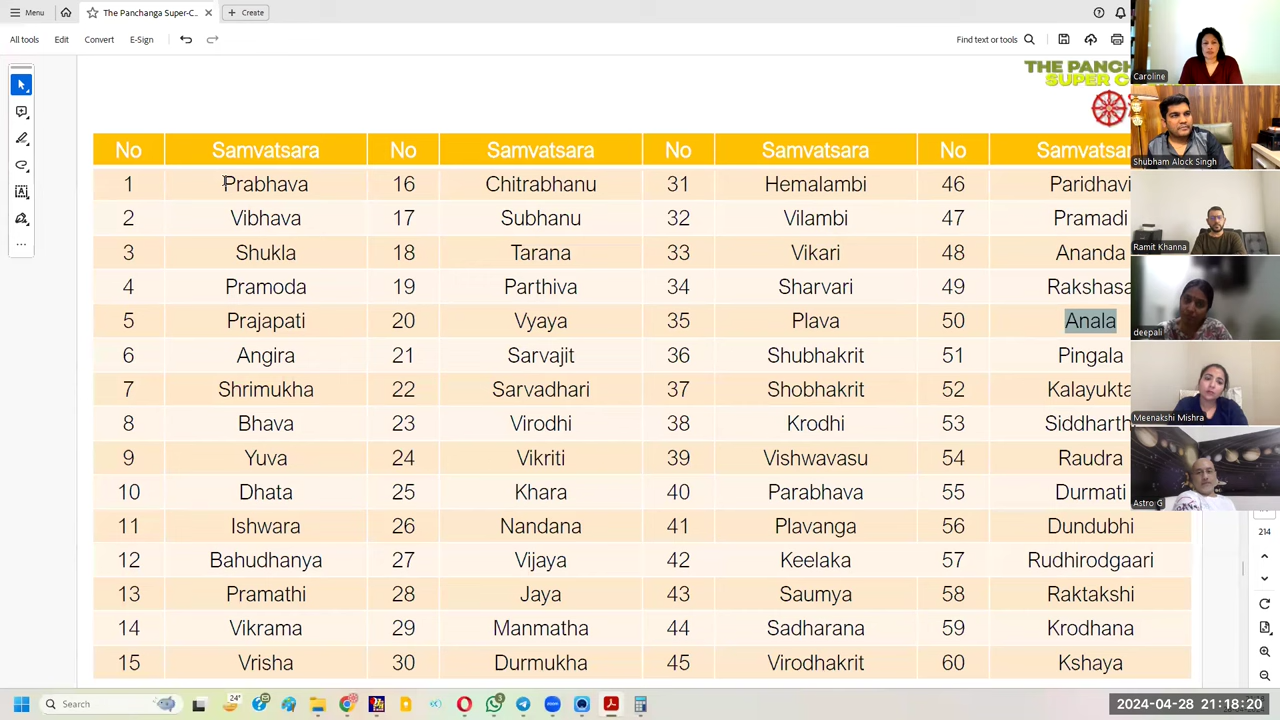 Menu
The Panchanga Super-C...
Create
All tools
Edit
Convert
E-Sign
Find text or tools
THE PANCH
SUPER C
No Samvatsara No Samvatsara No Samvatsara No Samvatsar
1 Prabhava 16 Chitrabhanu 31 Hemalambi 46 Paridhavi
2 Vibhava 17 Subhanu 32 Vilambi 47 Pramadi
3 Shukla 18 Tarana 33 Vikari 48 Ananda
4 Pramoda 19 Parthiva 34 Sharvari 49 Rakshasa
5 Prajapati 20 Vyaya 35 Plava 50 Anala
6 Angira 21 Sarvajit 36 Shubhakrit 51 Pingala
7 Shrimukha 22 Sarvadhari 37 Shobhakrit 52 Kalayukta
8 Bhava 23 Virodhi 38 Krodhi 53 Siddharth
9 Yuva 24 Vikriti 39 Vishwavasu 54 Raudra
10 Dhata 25 Khara 40 Parabhava 55 Durmati
11 Ishwara 26 Nandana 41 Plavanga 56 Dundubhi
12 Bahudhanya 27 Vijaya 42 Keelaka 57 Rudhirodgaari
13 Pramathi 28 Jaya 43 Saumya 58 Raktakshi
14 Vikrama 29 Manmatha 44 Sadharana 59 Krodhana
15 Vrisha 30 Durmukha 45 Virodhakrit 60 Kshaya
Caroline
Shubham Alock Singh
Ramit Khanna
deepali
Meenakshi Mishra
Astro G
214
Search
24°
3
2024-04-28 21:18:20